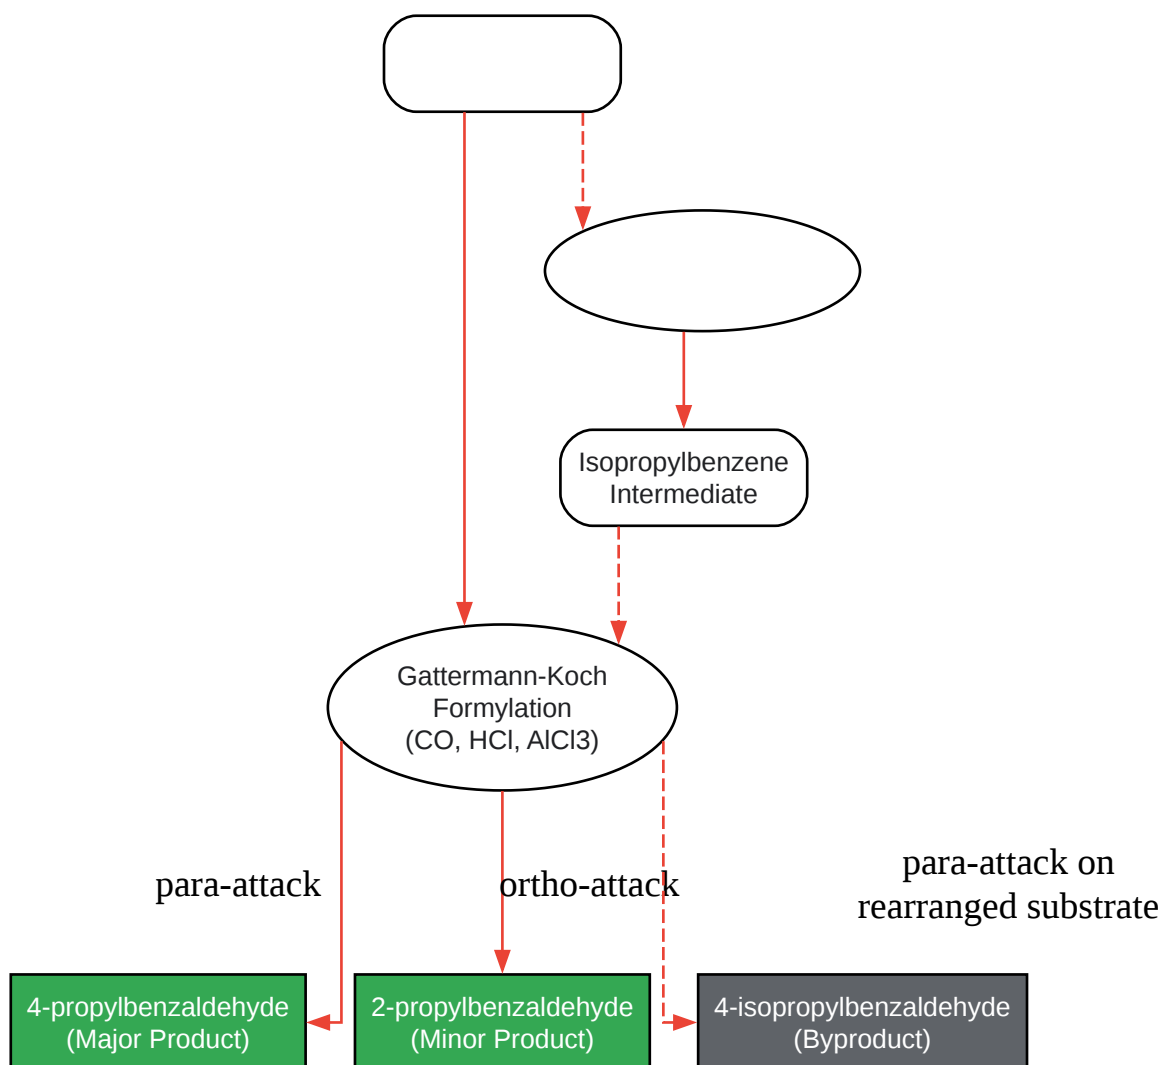 Isopropylbenzene
Intermediate
Gattermann-Koch
Formylation
(CO, HCl, AlCl3)
para-attack
ortho-attack
para-attack on
rearranged substrate
4-propylbenzaldehyde
(Major Product)
2-propylbenzaldehyde
(Minor Product)
4-isopropylbenzaldehyde
(Byproduct)